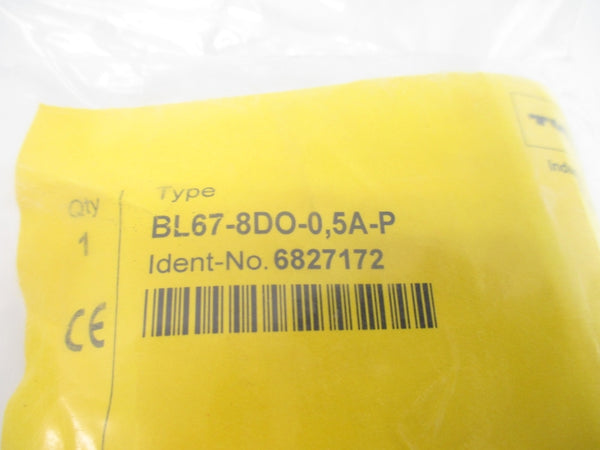 Type
Qty
BL67-8DO-0,5A-P
1
Ident-No. 6827172
CE